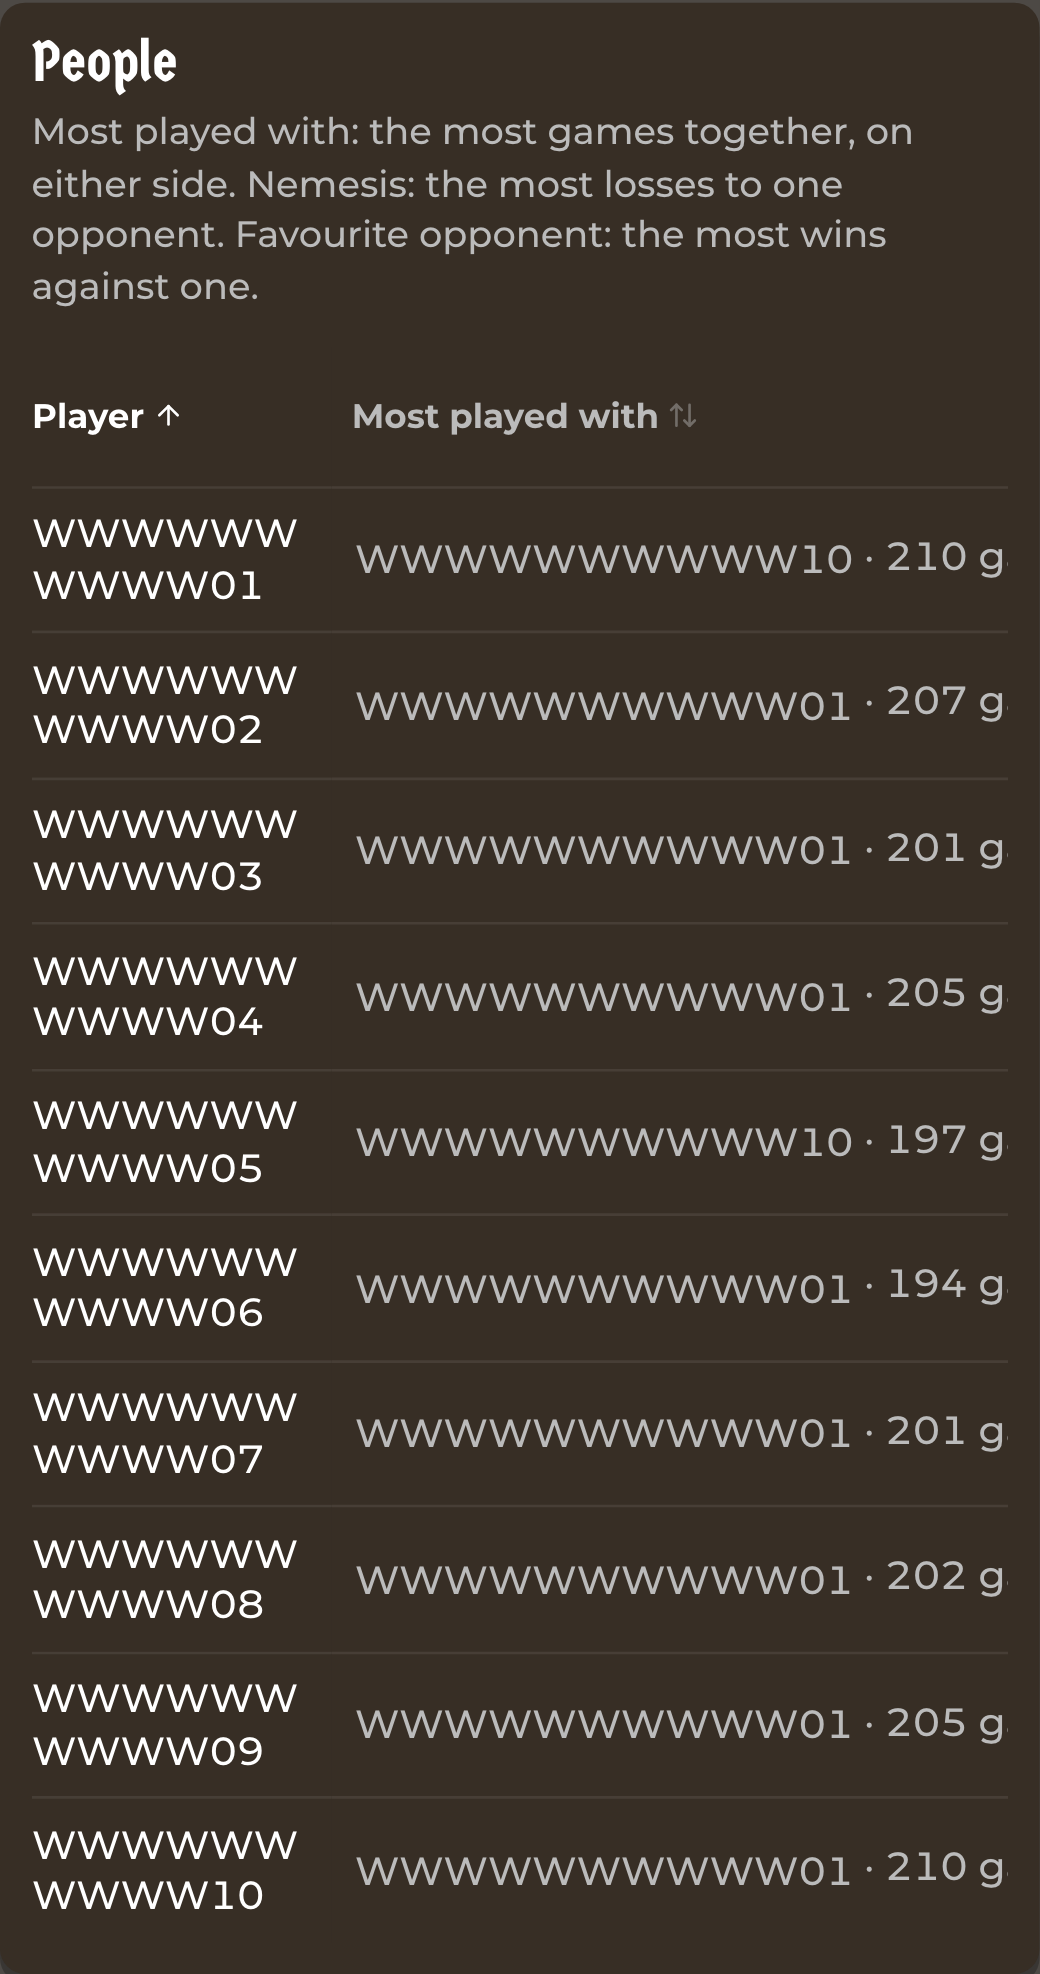 People
Most played with: the most games together, on
either side. Nemesis: the most losses to one
opponent. Favourite opponent: the most wins
against one.
Player ↑ Most played with ↑↓
WWWWWW
WWWW01
WWWWWWWWWW10 · 210 g
WWWWWW
WWWW02
WWWWWWWWWW01 · 207 g
WWWWWW
WWWW03
WWWWWWWWWW01 · 201 g
WWWWWW
WWWW04
WWWWWWWWWW01 · 205 g
WWWWWW
WWWW05
WWWWWWWWWW10 · 197 g
WWWWWW
WWWW06
WWWWWWWWWW01 · 194 g
WWWWWW
WWWW07
WWWWWWWWWW01 · 201 g
WWWWWW
WWWW08
WWWWWWWWWW01 · 202 g
WWWWWW
WWWW09
WWWWWWWWWW01 · 205 g
WWWWWW
WWWW10
WWWWWWWWWW01 · 210 g